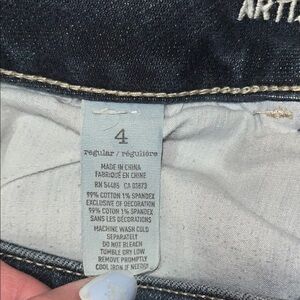 ARTI
4
regular / régulière
MADE IN CHINA
FABRIQUÉ EN CHINE
RN 54485 CA 03873
99% COTTON 1% SPANDEX
EXCLUSIVE OF DECORATION
99% COTTON 1% SPANDEX
SANS LES DÉCORATIONS
MACHINE WASH COLD
SEPARATELY
DO NOT BLEACH
TUMBLE DRY LOW
REMOVE PROMPTLY
COOL IRON IF NEEDED